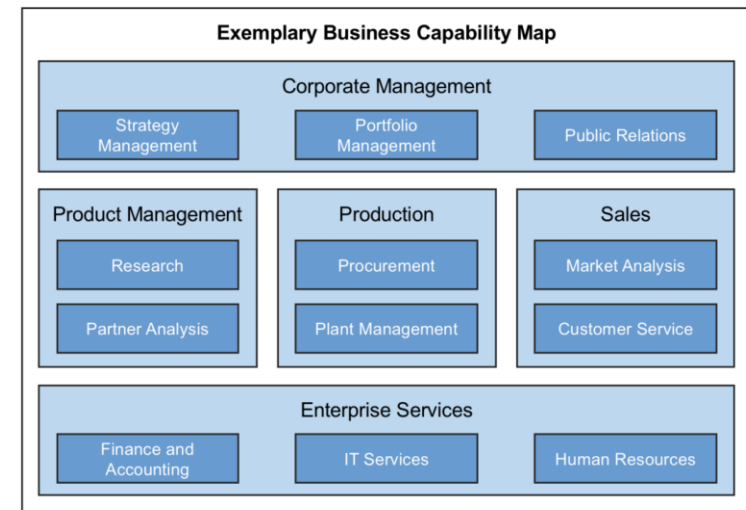 Exemplary Business Capability Map
Corporate Management
Strategy
Management
Portfolio
Management
Public Relations
Product Management
Research
Partner Analysis
Production
Procurement
Plant Management
Sales
Market Analysis
Customer Service
Enterprise Services
Finance and
Accounting
IT Services
Human Resources